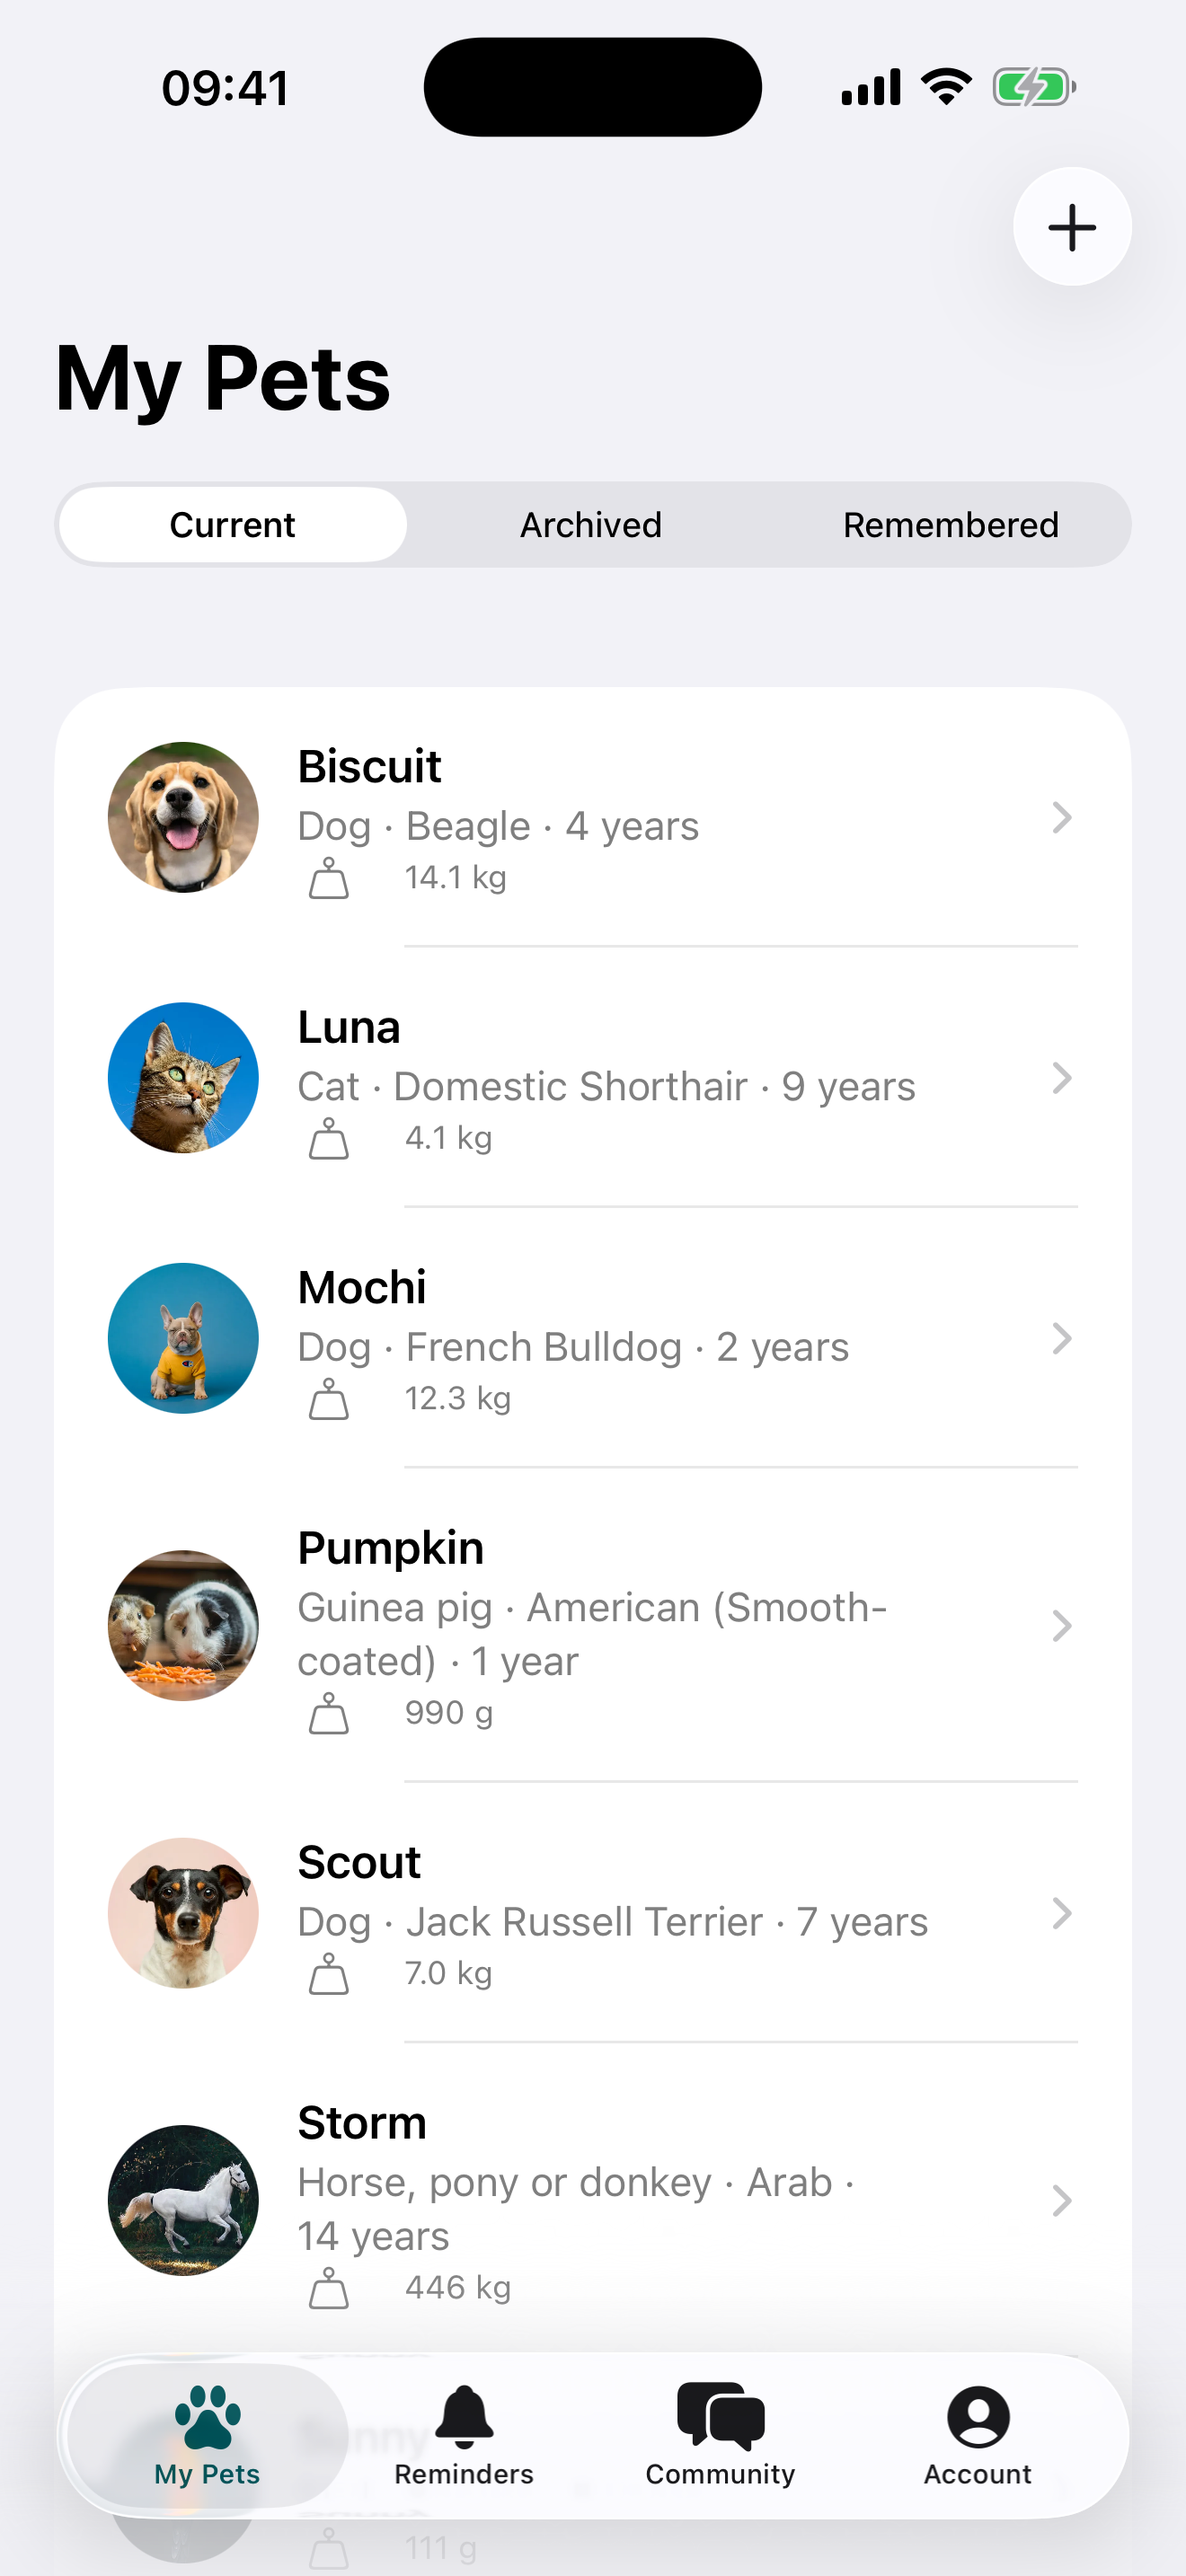 09:41
My Pets
Current
Archived
Remembered
Biscuit
Dog · Beagle · 4 years
14.1 kg
Luna
Cat · Domestic Shorthair · 9 years
4.1 kg
Mochi
Dog · French Bulldog · 2 years
12.3 kg
Pumpkin
Guinea pig · American (Smooth-
coated) · 1 year
990 g
Scout
Dog · Jack Russell Terrier · 7 years
7.0 kg
Storm
Horse, pony or donkey · Arab ·
14 years
446 kg
My Pets
Reminders
Community
Account
111 g